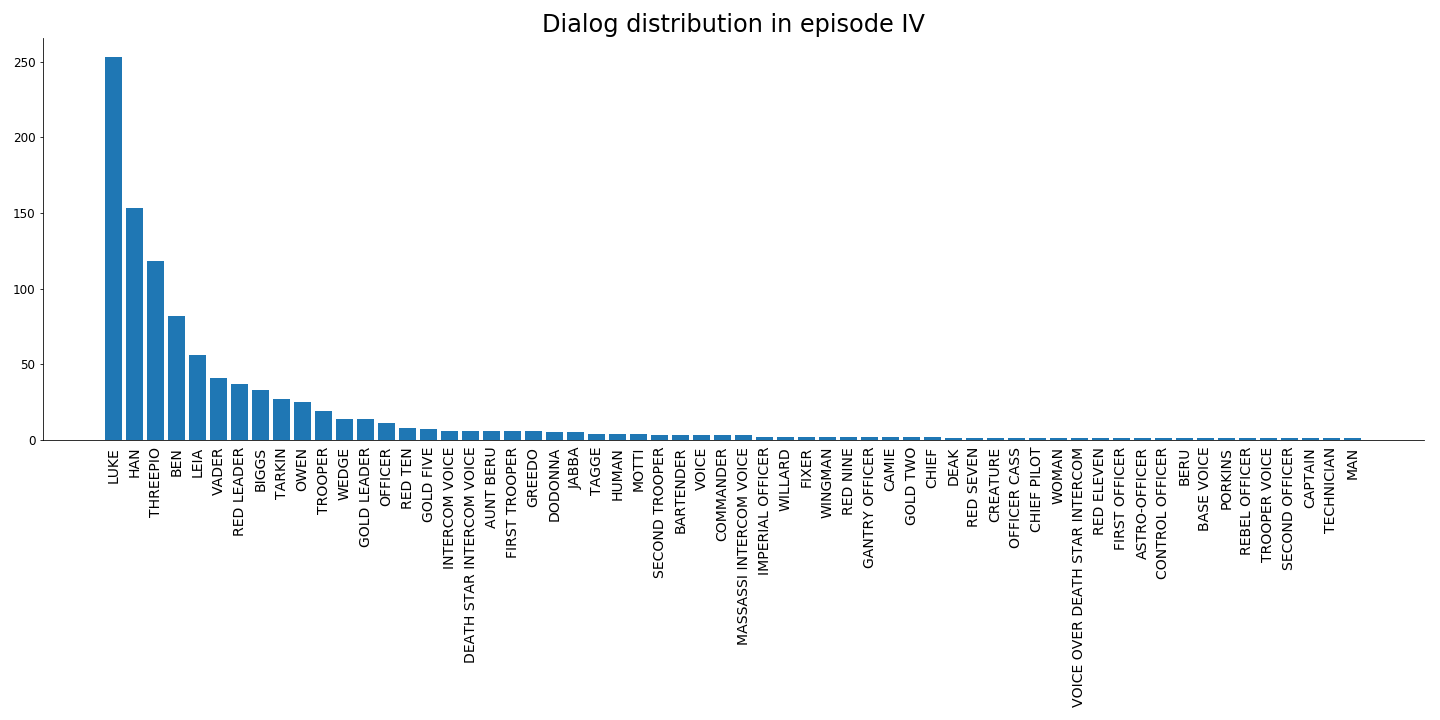 Dialog distribution in episode IV
250
200
150
100
50
0
LUKE
HAN
THREEPIO
BEN
LEIA
VADER
RED LEADER
BIGGS
TARKIN
OWEN
TROOPER
WEDGE
GOLD LEADER
OFFICER
RED TEN
GOLD FIVE
INTERCOM VOICE
DEATH STAR INTERCOM VOICE
AUNT BERU
FIRST TROOPER
GREEDO
DODONNA
JABBA
TAGGE
HUMAN
MOTTI
SECOND TROOPER
BARTENDER
VOICE
COMMANDER
MASSASSI INTERCOM VOICE
IMPERIAL OFFICER
WILLARD
FIXER
WINGMAN
RED NINE
GANTRY OFFICER
CAMIE
GOLD TWO
CHIEF
DEAK
RED SEVEN
CREATURE
OFFICER CASS
CHIEF PILOT
WOMAN
VOICE OVER DEATH STAR INTERCOM
RED ELEVEN
FIRST OFFICER
ASTRO-OFFICER
CONTROL OFFICER
BERU
BASE VOICE
PORKINS
REBEL OFFICER
TROOPER VOICE
SECOND OFFICER
CAPTAIN
TECHNICIAN
MAN